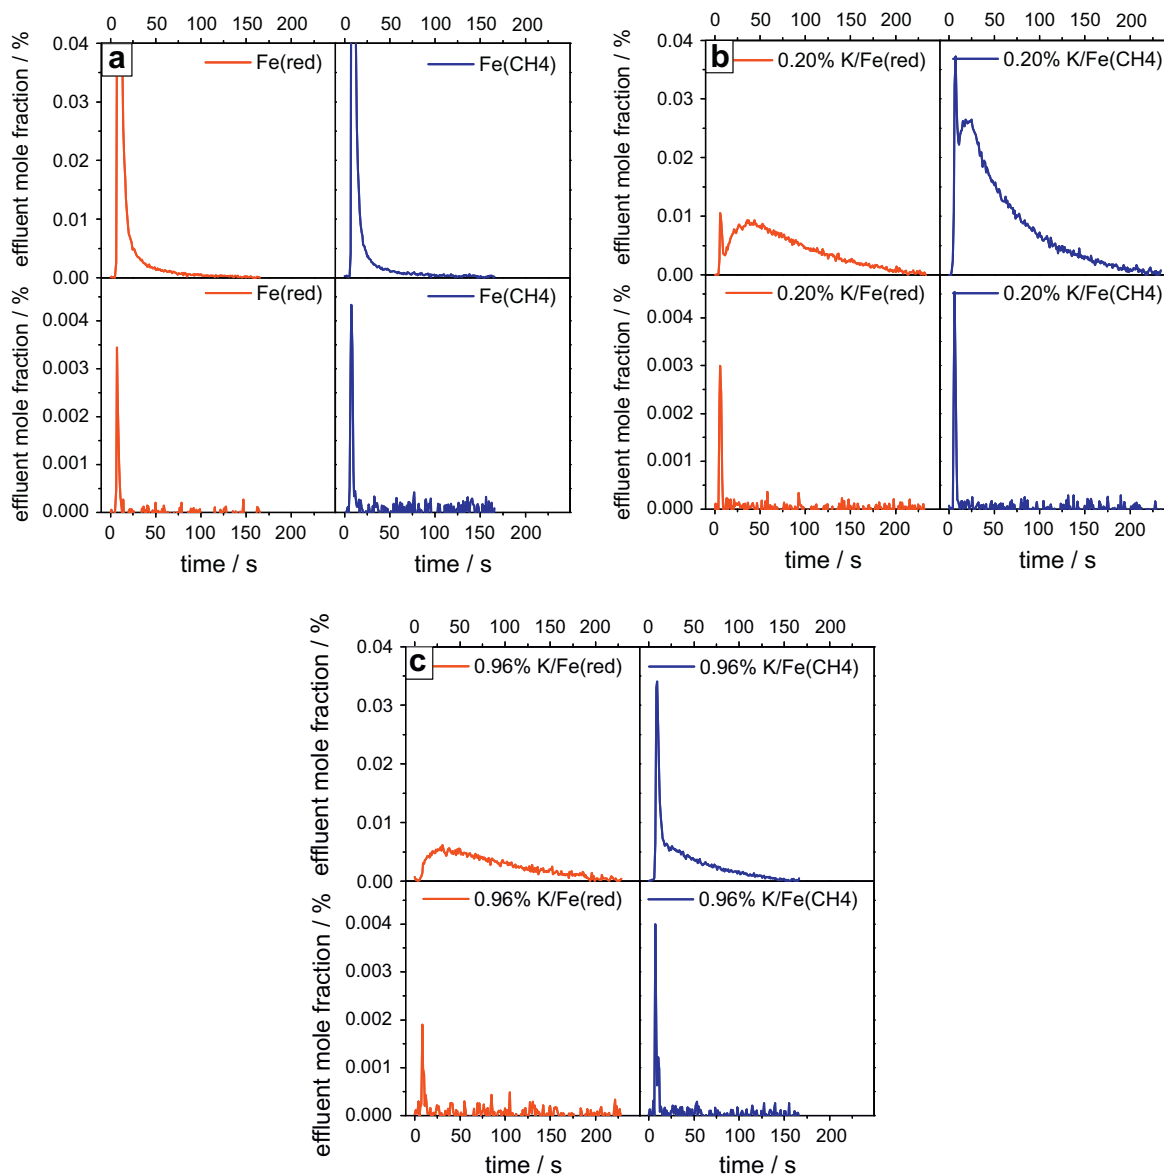 0 50 100 150 200 0 50 100 150 200
0.04 a Fe(red) Fe(CH4)
0.03
0.02
0.01
0.00
effluent mole fraction / %
Fe(red) Fe(CH4)
0.004
0.003
0.002
0.001
0.000
effluent mole fraction / %
0 50 100 150 200 0 50 100 150 200
time / s time / s
0 50 100 150 200 0 50 100 150 200
0.04 b 0.20% K/Fe(red) 0.20% K/Fe(CH4)
0.03
0.02
0.01
0.00
effluent mole fraction / %
0.20% K/Fe(red) 0.20% K/Fe(CH4)
0.004
0.003
0.002
0.001
0.000
effluent mole fraction / %
0 50 100 150 200 0 50 100 150 200
time / s time / s
0 50 100 150 200 0 50 100 150 200
0.04 c 0.96% K/Fe(red) 0.96% K/Fe(CH4)
0.03
0.02
0.01
0.00
effluent mole fraction / %
0.96% K/Fe(red) 0.96% K/Fe(CH4)
0.004
0.003
0.002
0.001
0.000
effluent mole fraction / %
0 50 100 150 200 0 50 100 150 200
time / s time / s